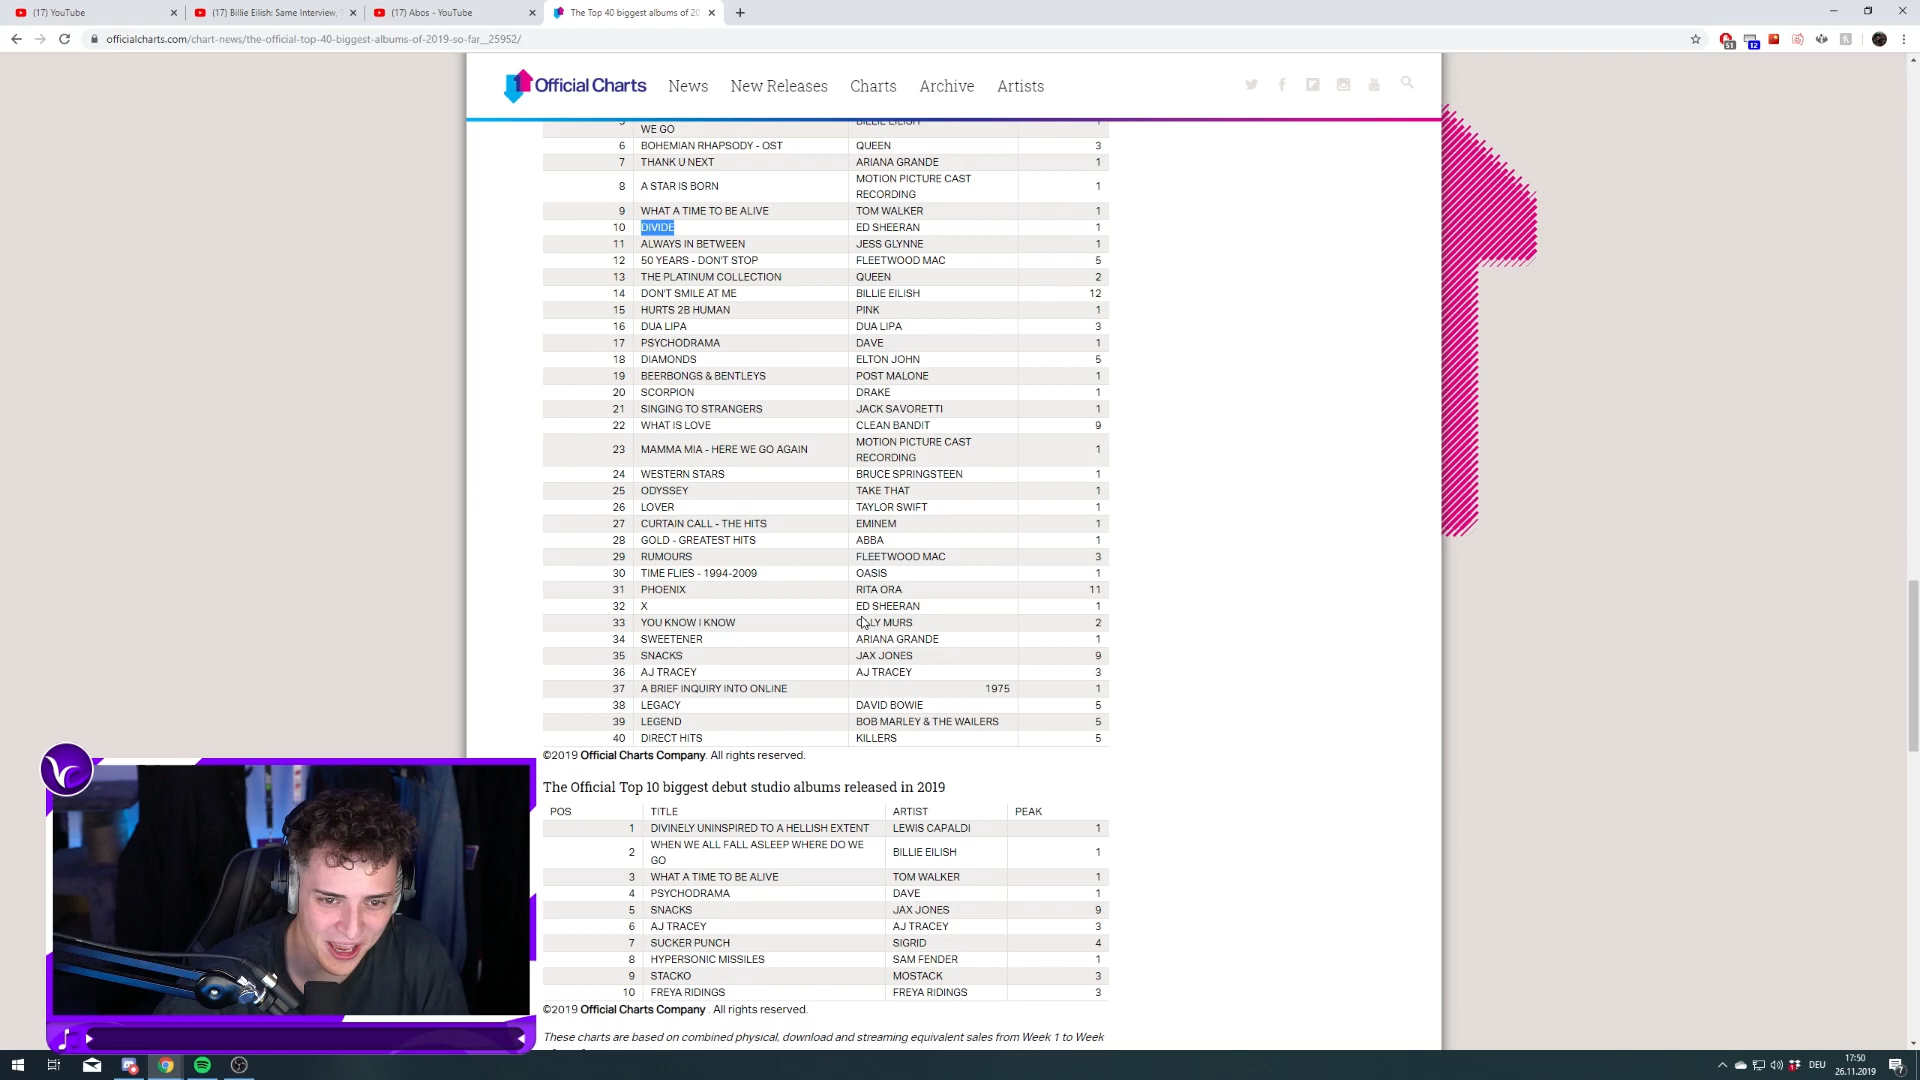 (17) YouTube
(17) Billie Eilish: Same Interview,
(17) Abos - YouTube
The Top 40 biggest albums of 20
officialcharts.com/chart-news/the-official-top-40-biggest-albums-of-2019-so-far__25952/
51
12
Official Charts
News
New Releases
Charts
Archive
Artists
WE GO
6 BOHEMIAN RHAPSODY - OST QUEEN 3
7 THANK U NEXT ARIANA GRANDE 1
8 A STAR IS BORN MOTION PICTURE CAST RECORDING 1
9 WHAT A TIME TO BE ALIVE TOM WALKER 1
10 DIVIDE ED SHEERAN 1
11 ALWAYS IN BETWEEN JESS GLYNNE 1
12 50 YEARS - DON'T STOP FLEETWOOD MAC 5
13 THE PLATINUM COLLECTION QUEEN 2
14 DON'T SMILE AT ME BILLIE EILISH 12
15 HURTS 2B HUMAN PINK 1
16 DUA LIPA DUA LIPA 3
17 PSYCHODRAMA DAVE 1
18 DIAMONDS ELTON JOHN 5
19 BEERBONGS & BENTLEYS POST MALONE 1
20 SCORPION DRAKE 1
21 SINGING TO STRANGERS JACK SAVORETTI 1
22 WHAT IS LOVE CLEAN BANDIT 9
23 MAMMA MIA - HERE WE GO AGAIN MOTION PICTURE CAST RECORDING 1
24 WESTERN STARS BRUCE SPRINGSTEEN 1
25 ODYSSEY TAKE THAT 1
26 LOVER TAYLOR SWIFT 1
27 CURTAIN CALL - THE HITS EMINEM 1
28 GOLD - GREATEST HITS ABBA 1
29 RUMOURS FLEETWOOD MAC 3
30 TIME FLIES - 1994-2009 OASIS 1
31 PHOENIX RITA ORA 11
32 X ED SHEERAN 1
33 YOU KNOW I KNOW OLLY MURS 2
34 SWEETENER ARIANA GRANDE 1
35 SNACKS JAX JONES 9
36 AJ TRACEY AJ TRACEY 3
37 A BRIEF INQUIRY INTO ONLINE 1975 1
38 LEGACY DAVID BOWIE 5
39 LEGEND BOB MARLEY & THE WAILERS 5
40 DIRECT HITS KILLERS 5
©2019 Official Charts Company. All rights reserved.
The Official Top 10 biggest debut studio albums released in 2019
POS TITLE ARTIST PEAK
1 DIVINELY UNINSPIRED TO A HELLISH EXTENT LEWIS CAPALDI 1
2 WHEN WE ALL FALL ASLEEP WHERE DO WE GO BILLIE EILISH 1
3 WHAT A TIME TO BE ALIVE TOM WALKER 1
4 PSYCHODRAMA DAVE 1
5 SNACKS JAX JONES 9
6 AJ TRACEY AJ TRACEY 3
7 SUCKER PUNCH SIGRID 4
8 HYPERSONIC MISSILES SAM FENDER 1
9 STACKO MOSTACK 3
10 FREYA RIDINGS FREYA RIDINGS 3
©2019 Official Charts Company . All rights reserved.
These charts are based on combined physical, download and streaming equivalent sales from Week 1 to Week
DEU
17:50
26.11.2019